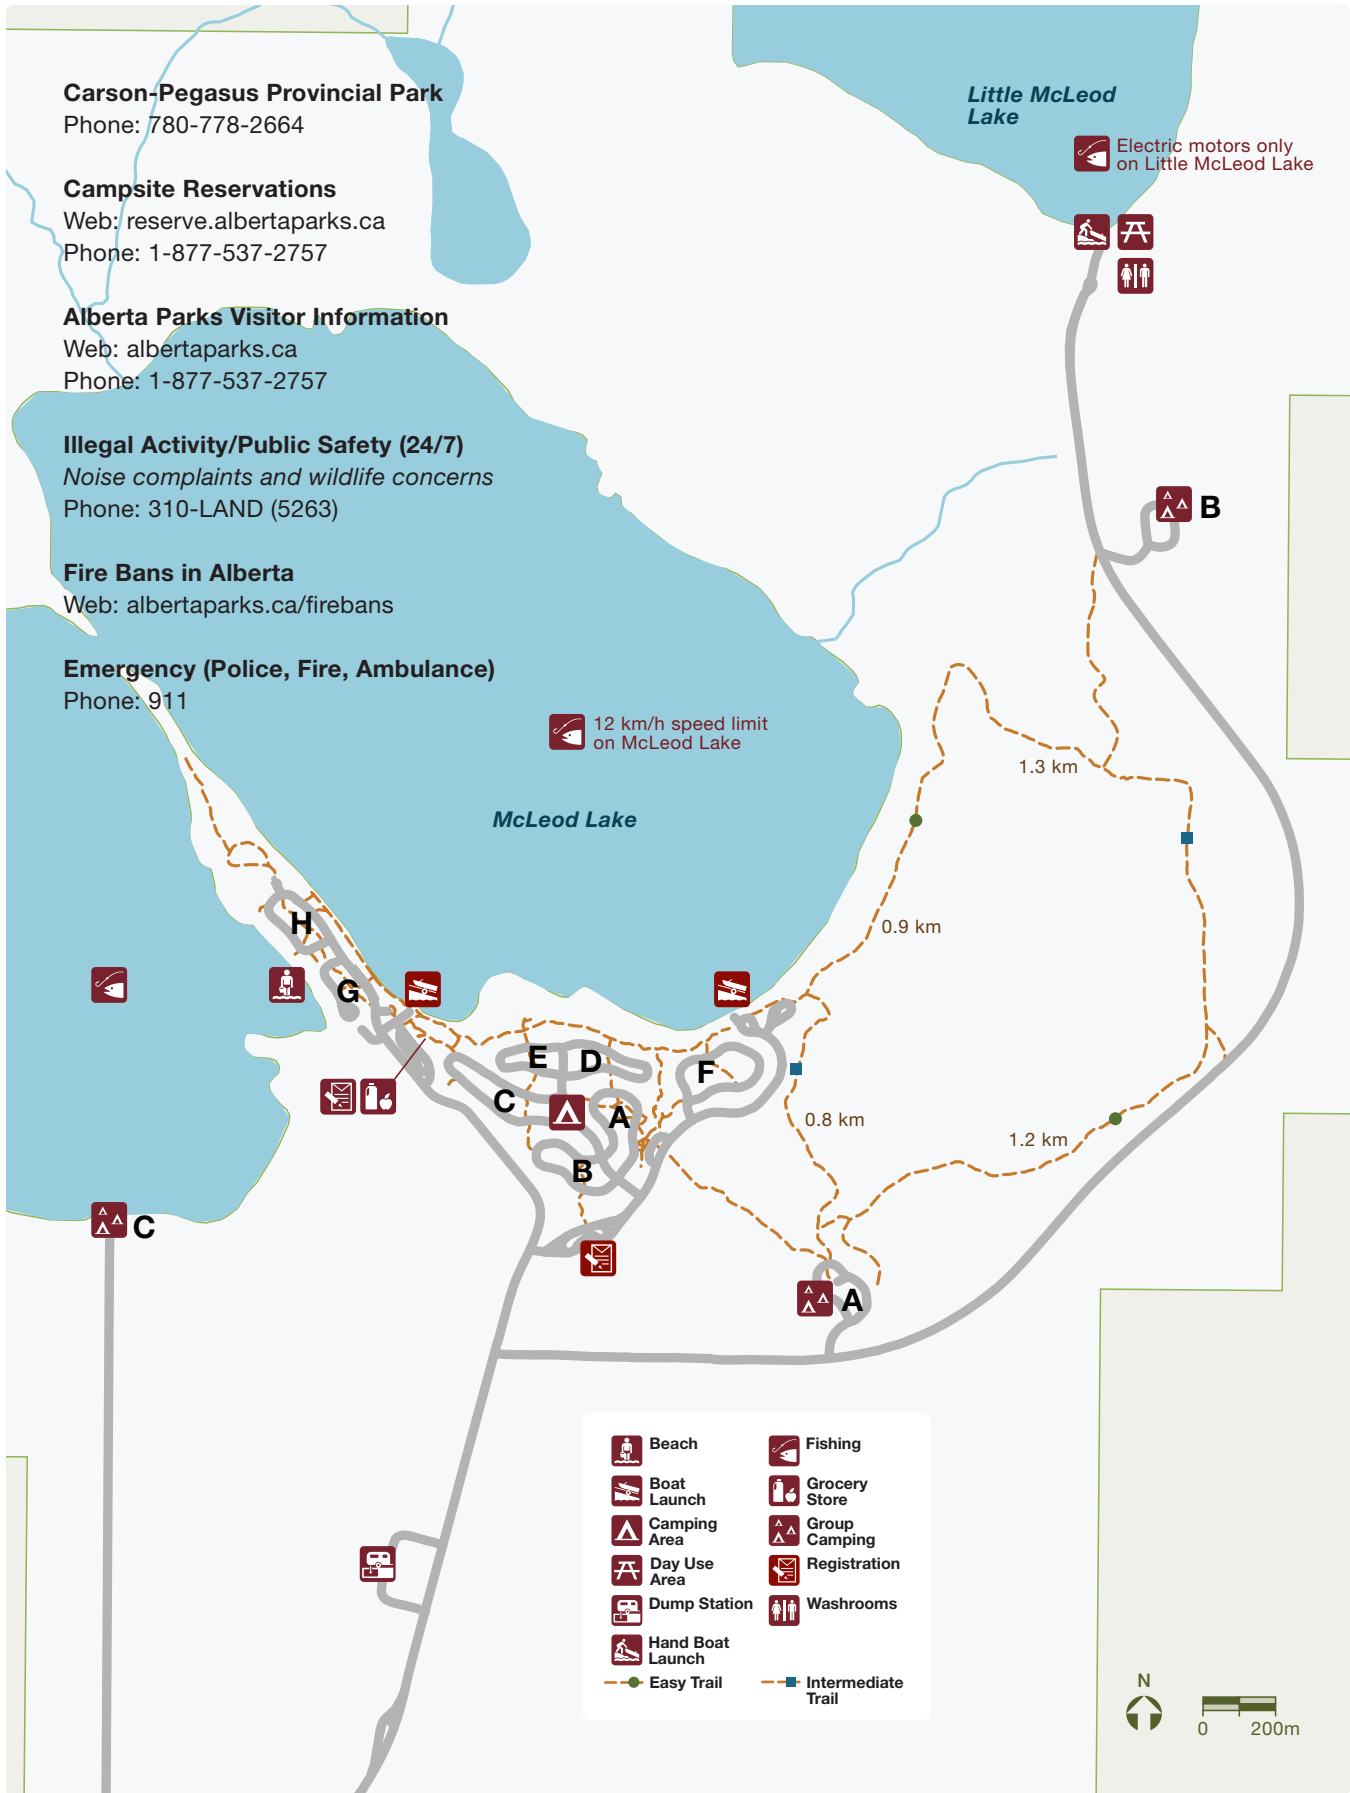 Carson-Pegasus Provincial Park
Phone: 780-778-2664
Campsite Reservations
Web: reserve.albertaparks.ca
Phone: 1-877-537-2757
Alberta Parks Visitor Information
Web: albertaparks.ca
Phone: 1-877-537-2757
Illegal Activity/Public Safety (24/7)
Noise complaints and wildlife concerns
Phone: 310-LAND (5263)
Fire Bans in Alberta
Web: albertaparks.ca/firebans
Emergency (Police, Fire, Ambulance)
Phone: 911
Little McLeod
Lake
Electric motors only
on Little McLeod Lake
B
12 km/h speed limit
on McLeod Lake
McLeod Lake
1.3 km
0.9 km
H
G
E
D
F
C
A
B
0.8 km
1.2 km
C
A
Beach
Boat
Launch
Camping
Area
Day Use
Area
Dump Station
Hand Boat
Launch
Easy Trail
Fishing
Grocery
Store
Group
Camping
Registration
Washrooms
Intermediate
Trail
N
0 200m